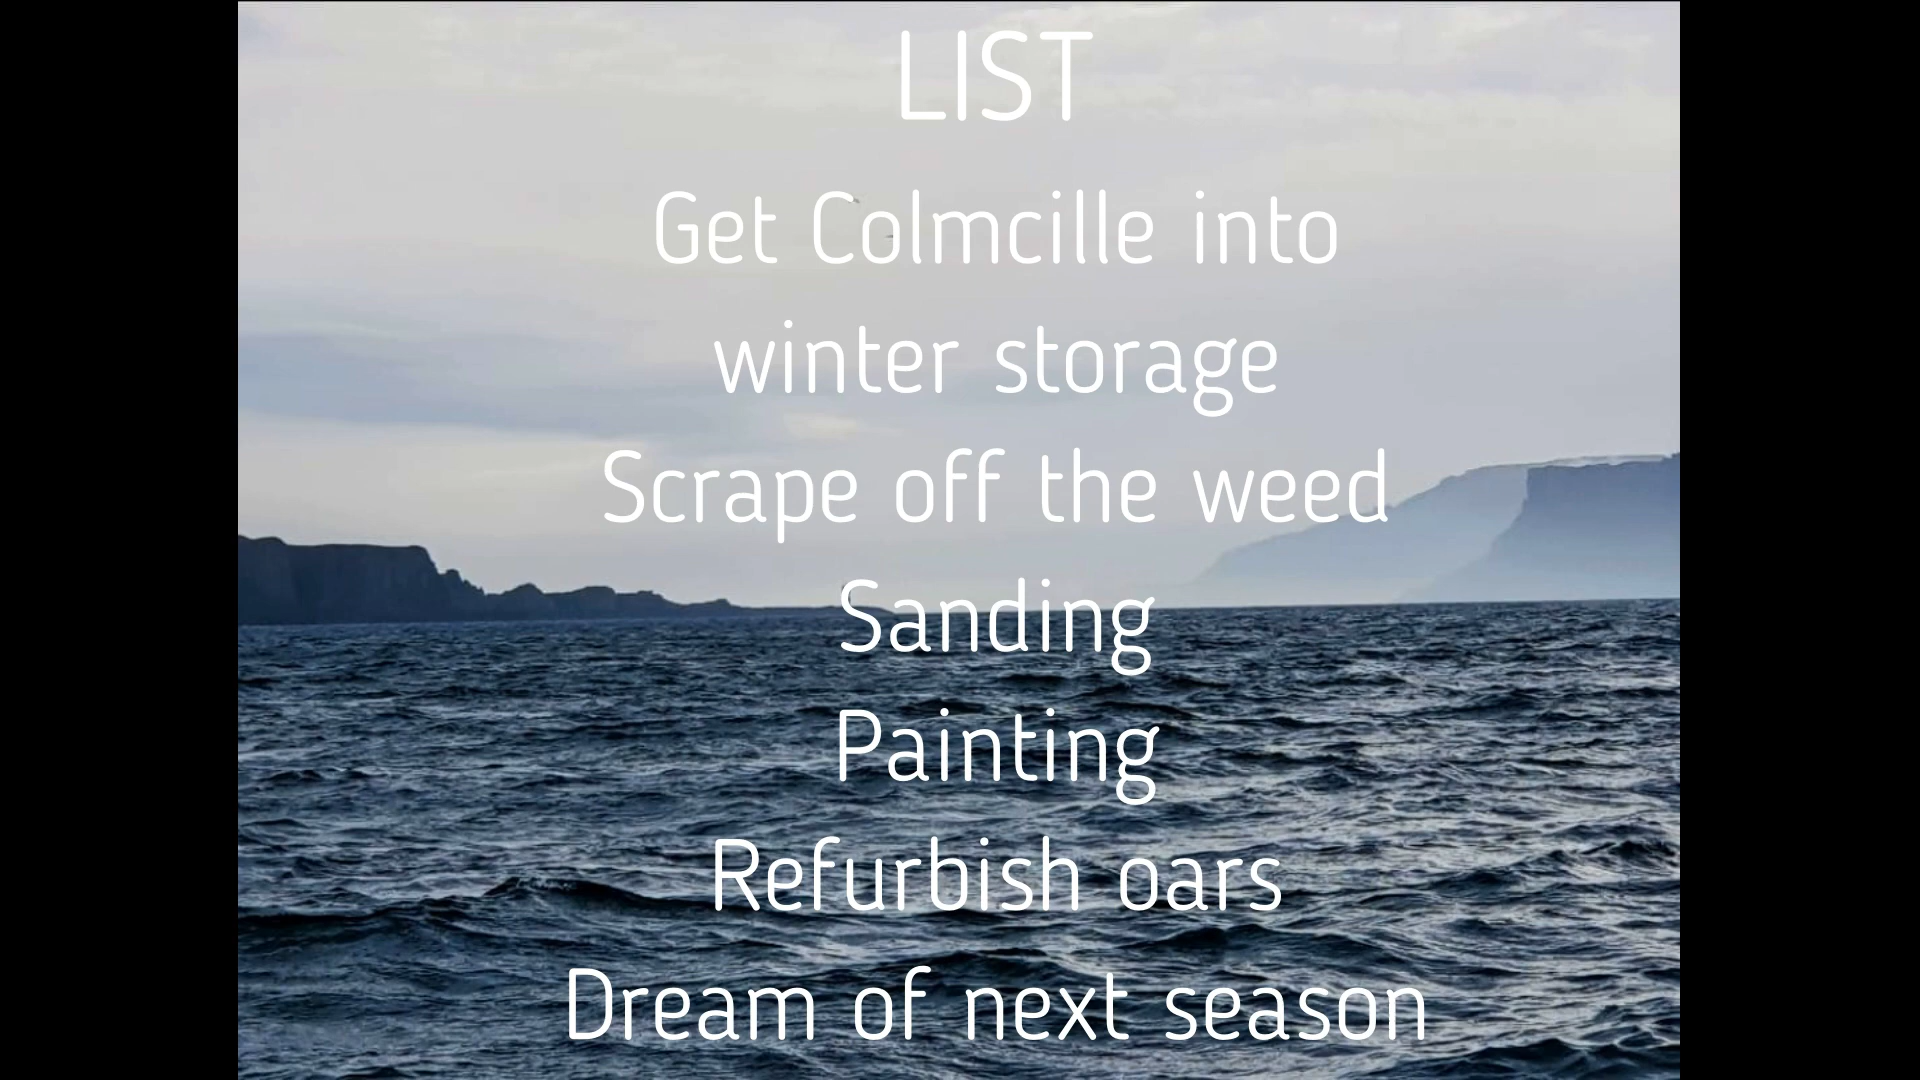 LIST
Get Colmcille into
winter storage
Scrape off the weed
Sanding
Painting
Refurbish oars
Dream of next season